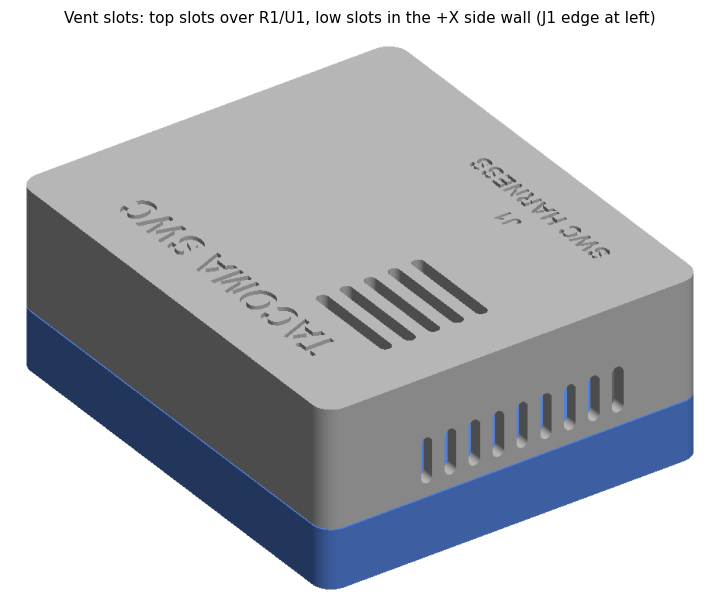 Vent slots: top slots over R1/U1, low slots in the +X side wall (J1 edge at left)
SWC HARNESS
J1
TACOMA SWC